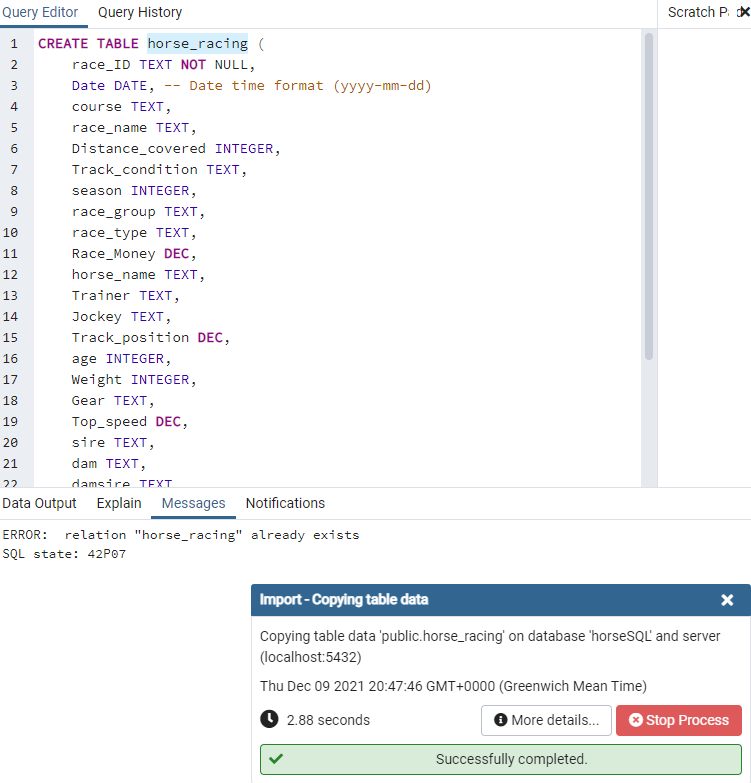 Query Editor Query History Scratch P
1 CREATE TABLE horse_racing (
2 race_ID TEXT NOT NULL,
3 Date DATE, -- Date time format (yyyy-mm-dd)
4 course TEXT,
5 race_name TEXT,
6 Distance_covered INTEGER,
7 Track_condition TEXT,
8 season INTEGER,
9 race_group TEXT,
10 race_type TEXT,
11 Race_Money DEC,
12 horse_name TEXT,
13 Trainer TEXT,
14 Jockey TEXT,
15 Track_position DEC,
16 age INTEGER,
17 Weight INTEGER,
18 Gear TEXT,
19 Top_speed DEC,
20 sire TEXT,
21 dam TEXT,
22 damsire TEXT
Data Output Explain Messages Notifications
ERROR: relation "horse_racing" already exists
SQL state: 42P07
Import - Copying table data
Copying table data 'public.horse_racing' on database 'horseSQL' and server
(localhost:5432)
Thu Dec 09 2021 20:47:46 GMT+0000 (Greenwich Mean Time)
2.88 seconds More details... Stop Process
Successfully completed.